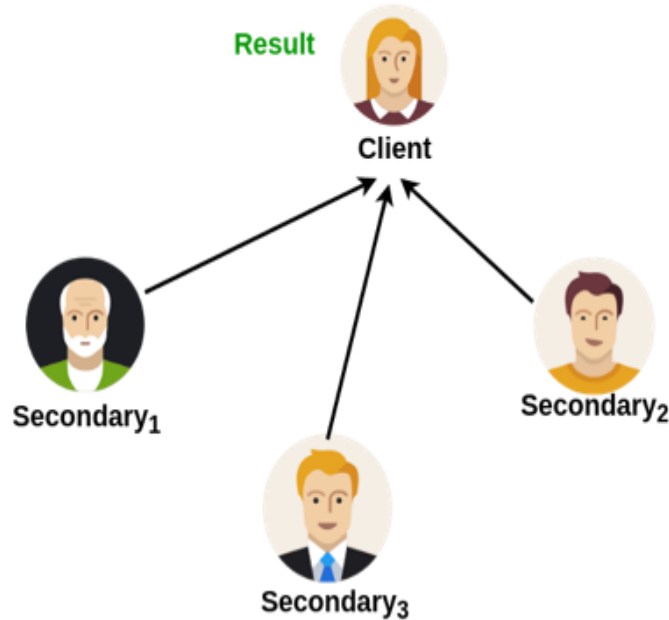 Result
Client
Secondary₁
Secondary₂
Secondary₃